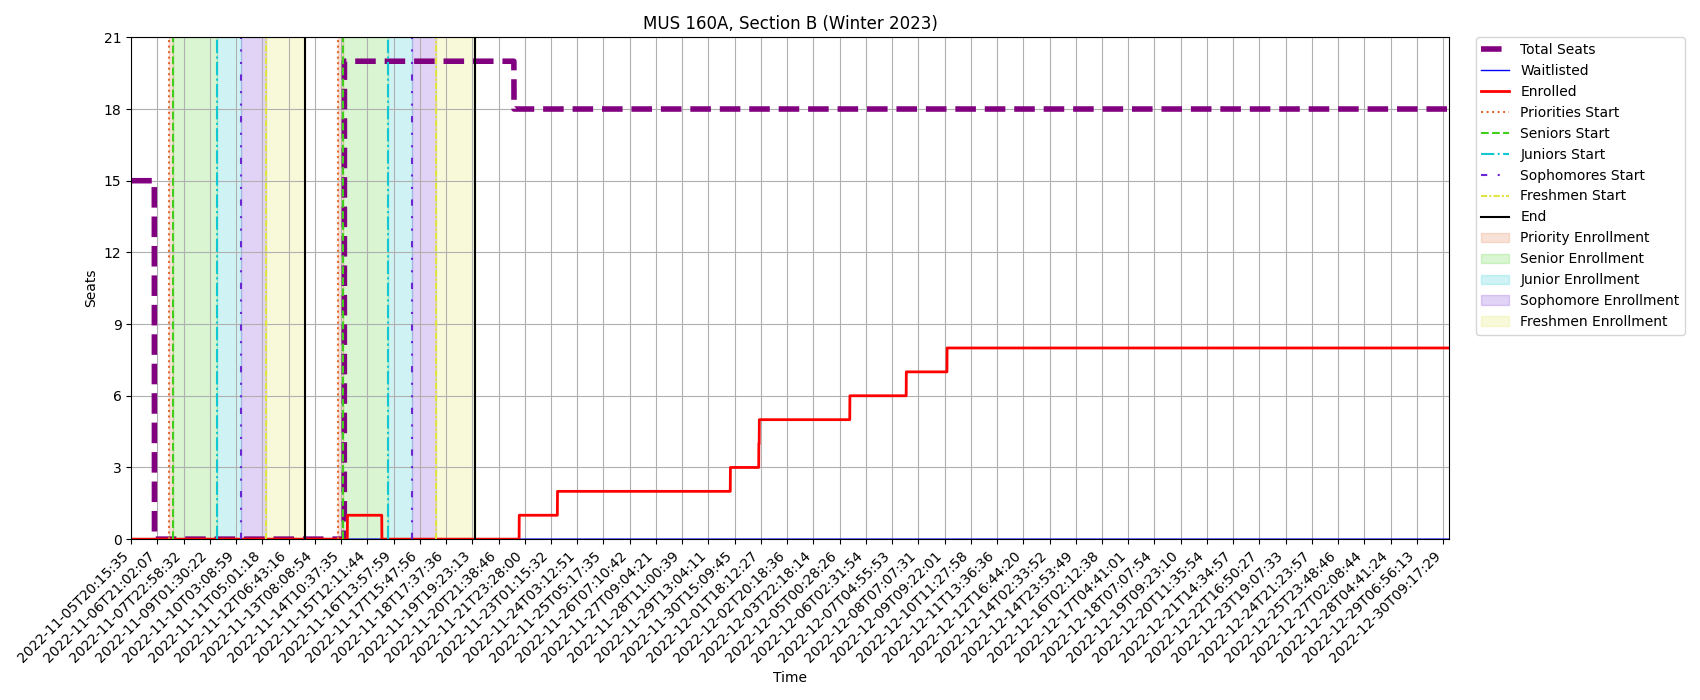 MUS 160A, Section B (Winter 2023)
21
18
15
12
9
6
3
0
Seats
2022-11-05T20:15:35
2022-11-06T21:02:07
2022-11-07T22:58:32
2022-11-09T01:30:22
2022-11-10T03:08:59
2022-11-11T05:01:18
2022-11-12T06:43:16
2022-11-13T08:08:54
2022-11-14T10:37:35
2022-11-15T12:11:44
2022-11-16T13:57:59
2022-11-17T15:47:56
2022-11-18T17:37:36
2022-11-19T19:23:13
2022-11-20T21:38:46
2022-11-21T23:28:00
2022-11-23T01:15:32
2022-11-24T03:12:51
2022-11-25T05:17:35
2022-11-26T07:10:42
2022-11-27T09:04:21
2022-11-28T11:00:39
2022-11-29T13:04:11
2022-11-30T15:09:45
2022-12-01T18:12:27
2022-12-02T20:18:36
2022-12-03T22:18:14
2022-12-05T00:28:26
2022-12-06T02:31:54
2022-12-07T04:55:53
2022-12-08T07:07:31
2022-12-09T09:22:01
2022-12-10T11:27:58
2022-12-11T13:36:36
2022-12-12T16:44:20
2022-12-14T02:33:52
2022-12-14T23:53:49
2022-12-16T02:12:38
2022-12-17T04:41:01
2022-12-18T07:07:54
2022-12-19T09:23:10
2022-12-20T11:35:54
2022-12-21T14:34:57
2022-12-22T16:50:27
2022-12-23T19:07:33
2022-12-24T21:23:57
2022-12-25T23:48:46
2022-12-27T02:08:44
2022-12-28T04:41:24
2022-12-29T06:56:13
2022-12-30T09:17:29
Time
Total Seats
Waitlisted
Enrolled
Priorities Start
Seniors Start
Juniors Start
Sophomores Start
Freshmen Start
End
Priority Enrollment
Senior Enrollment
Junior Enrollment
Sophomore Enrollment
Freshmen Enrollment